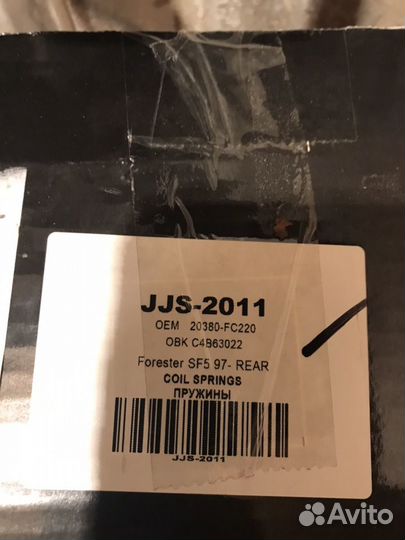 JJS-2011
OEM 20380-FC220
OBK C4B63022
Forester SF5 97- REAR
COIL SPRINGS
ПРУЖИНЫ
JJS-2011
Avito